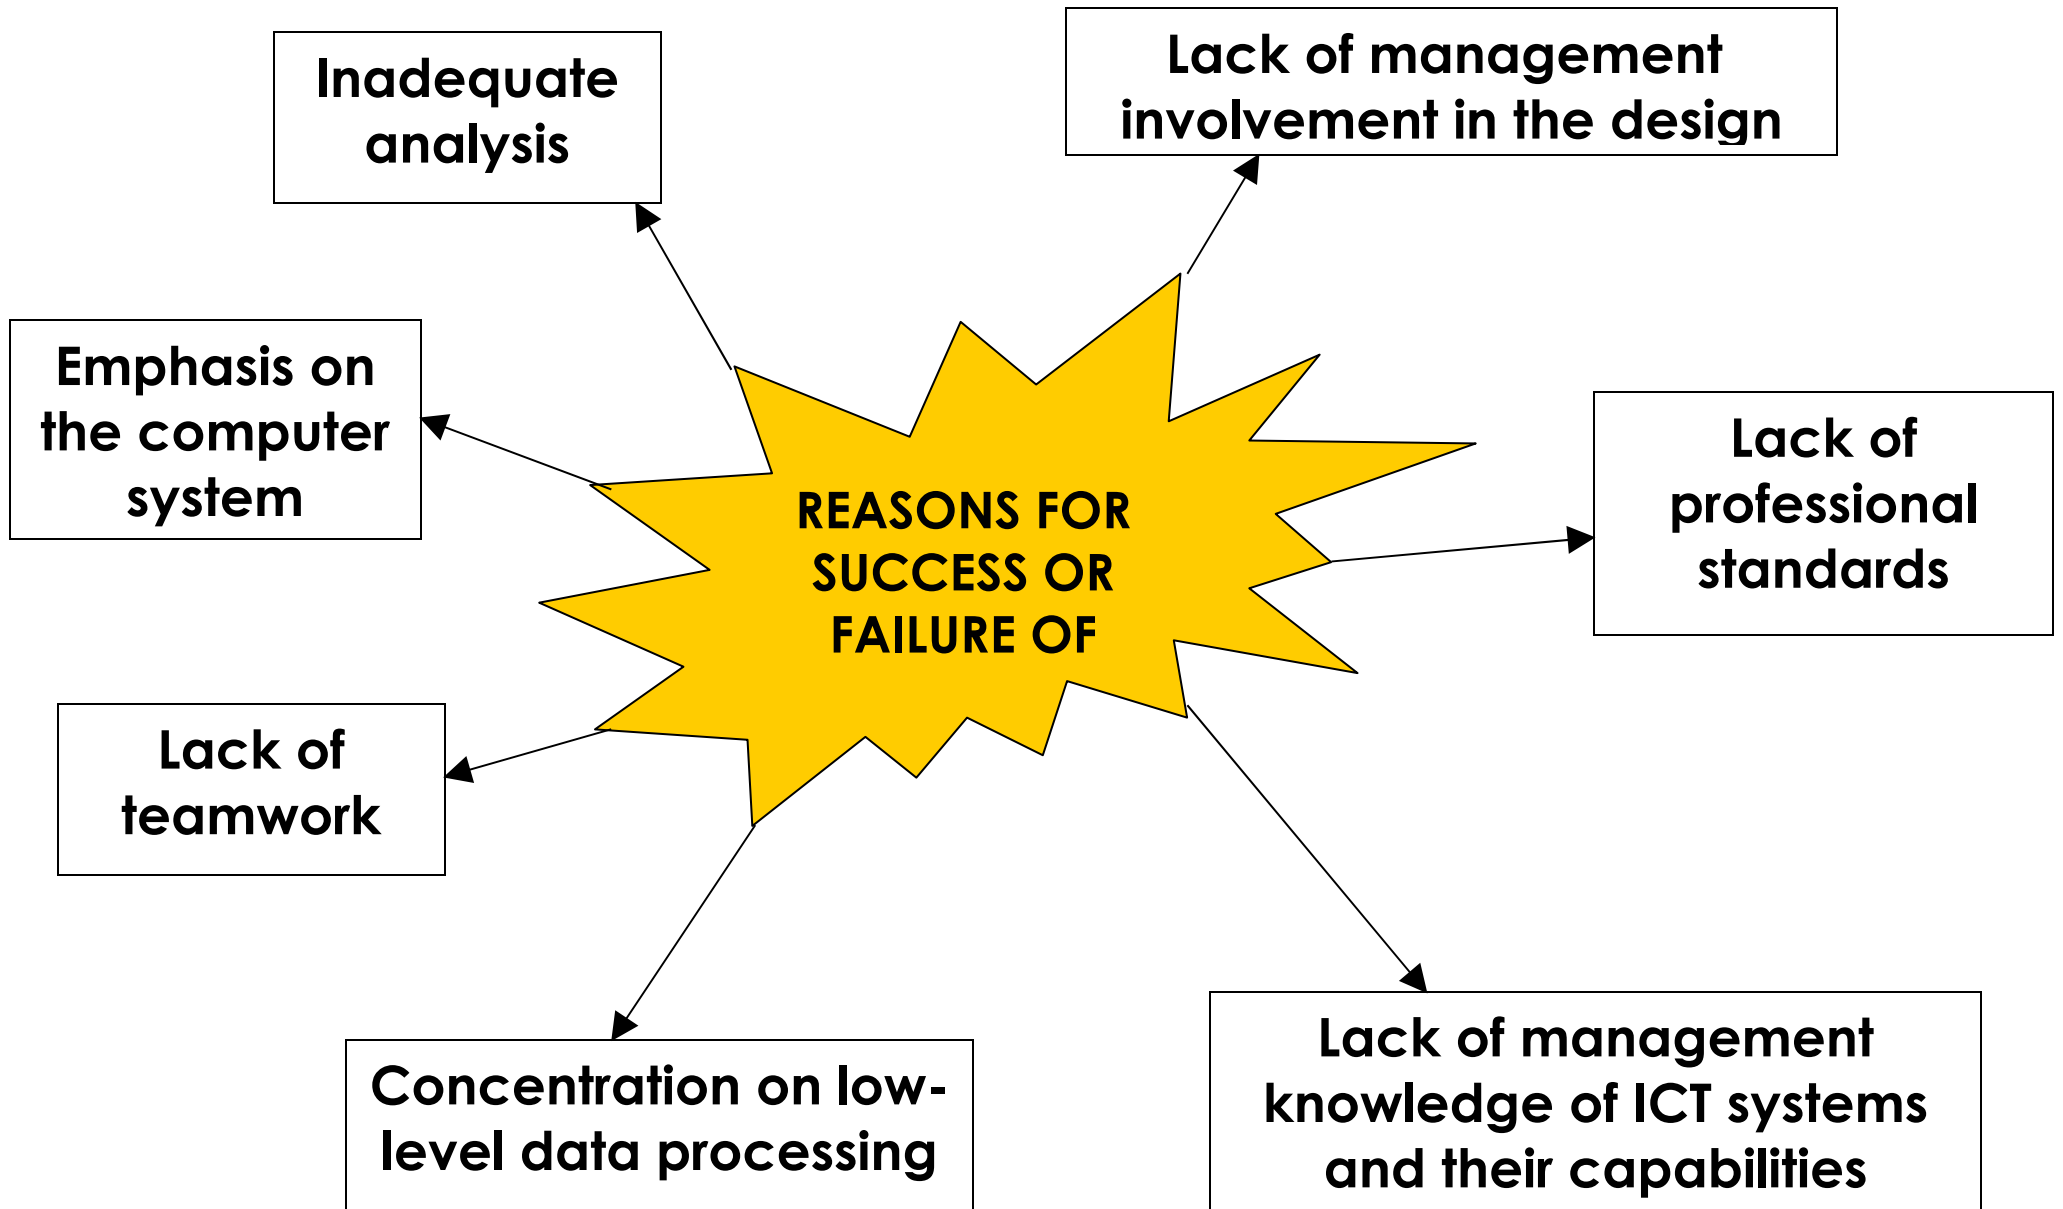 Inadequate
analysis
Lack of management
involvement in the design
Emphasis on
the computer
system
REASONS FOR
SUCCESS OR
FAILURE OF
Lack of
professional
standards
Lack of
teamwork
Concentration on low-
level data processing
Lack of management
knowledge of ICT systems
and their capabilities